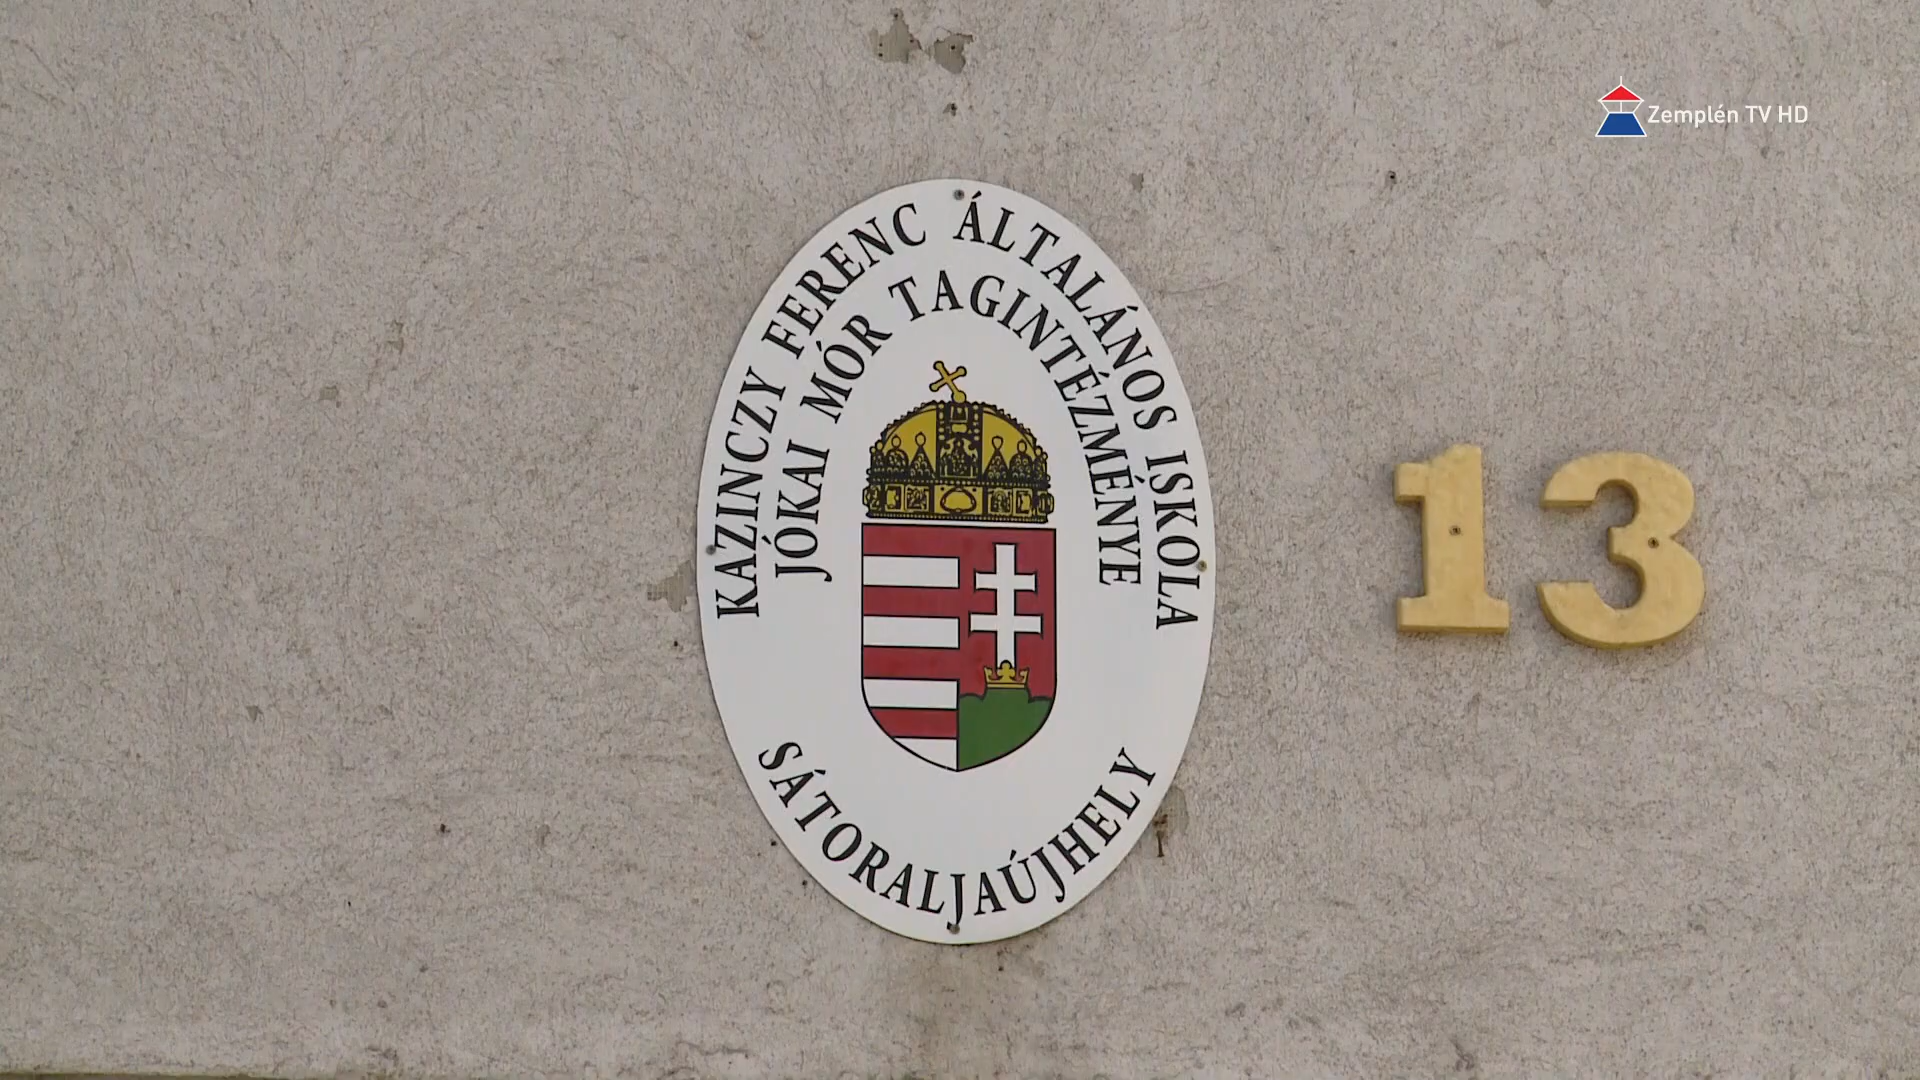 Zemplén TV HD
KAZINCZY FERENC ÁLTALÁNOS ISKOLA
JÓKAI MÓR TAGINTÉZMÉNYE
SÁTORALJAÚJHELY
13